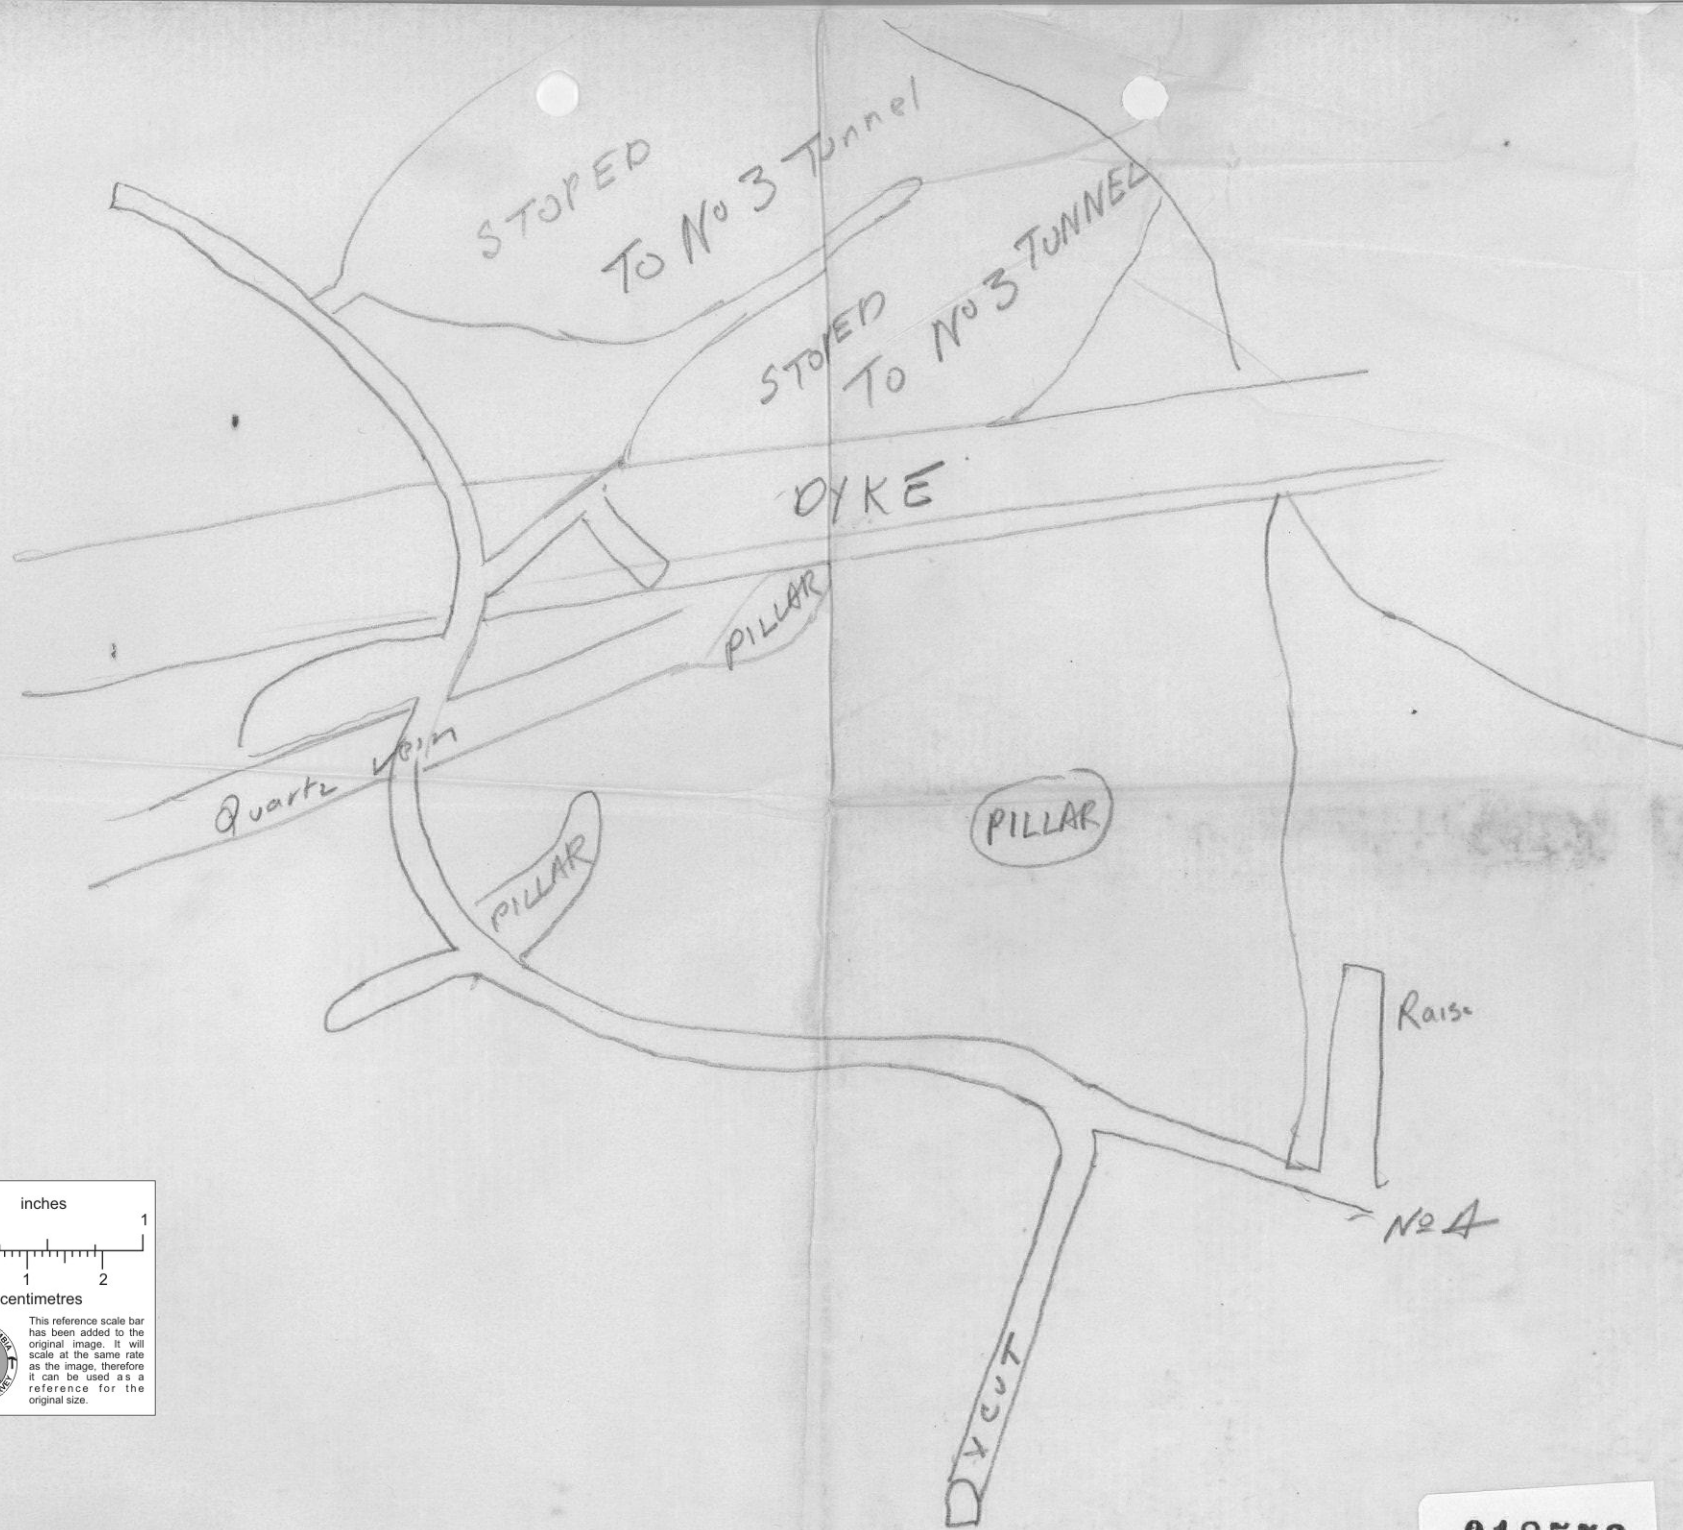 STOPED
TO No 3 Tunnel
STOPED
TO No 3 TUNNEL
DYKE
PILLAR
Quartz vein
PILLAR
PILLAR
Raise
No 4
X CUT
inches
1
1 2
centimetres
This reference scale bar
has been added to the
original image. It will
scale at the same rate
as the image, therefore
it can be used as a
reference for the
original size.